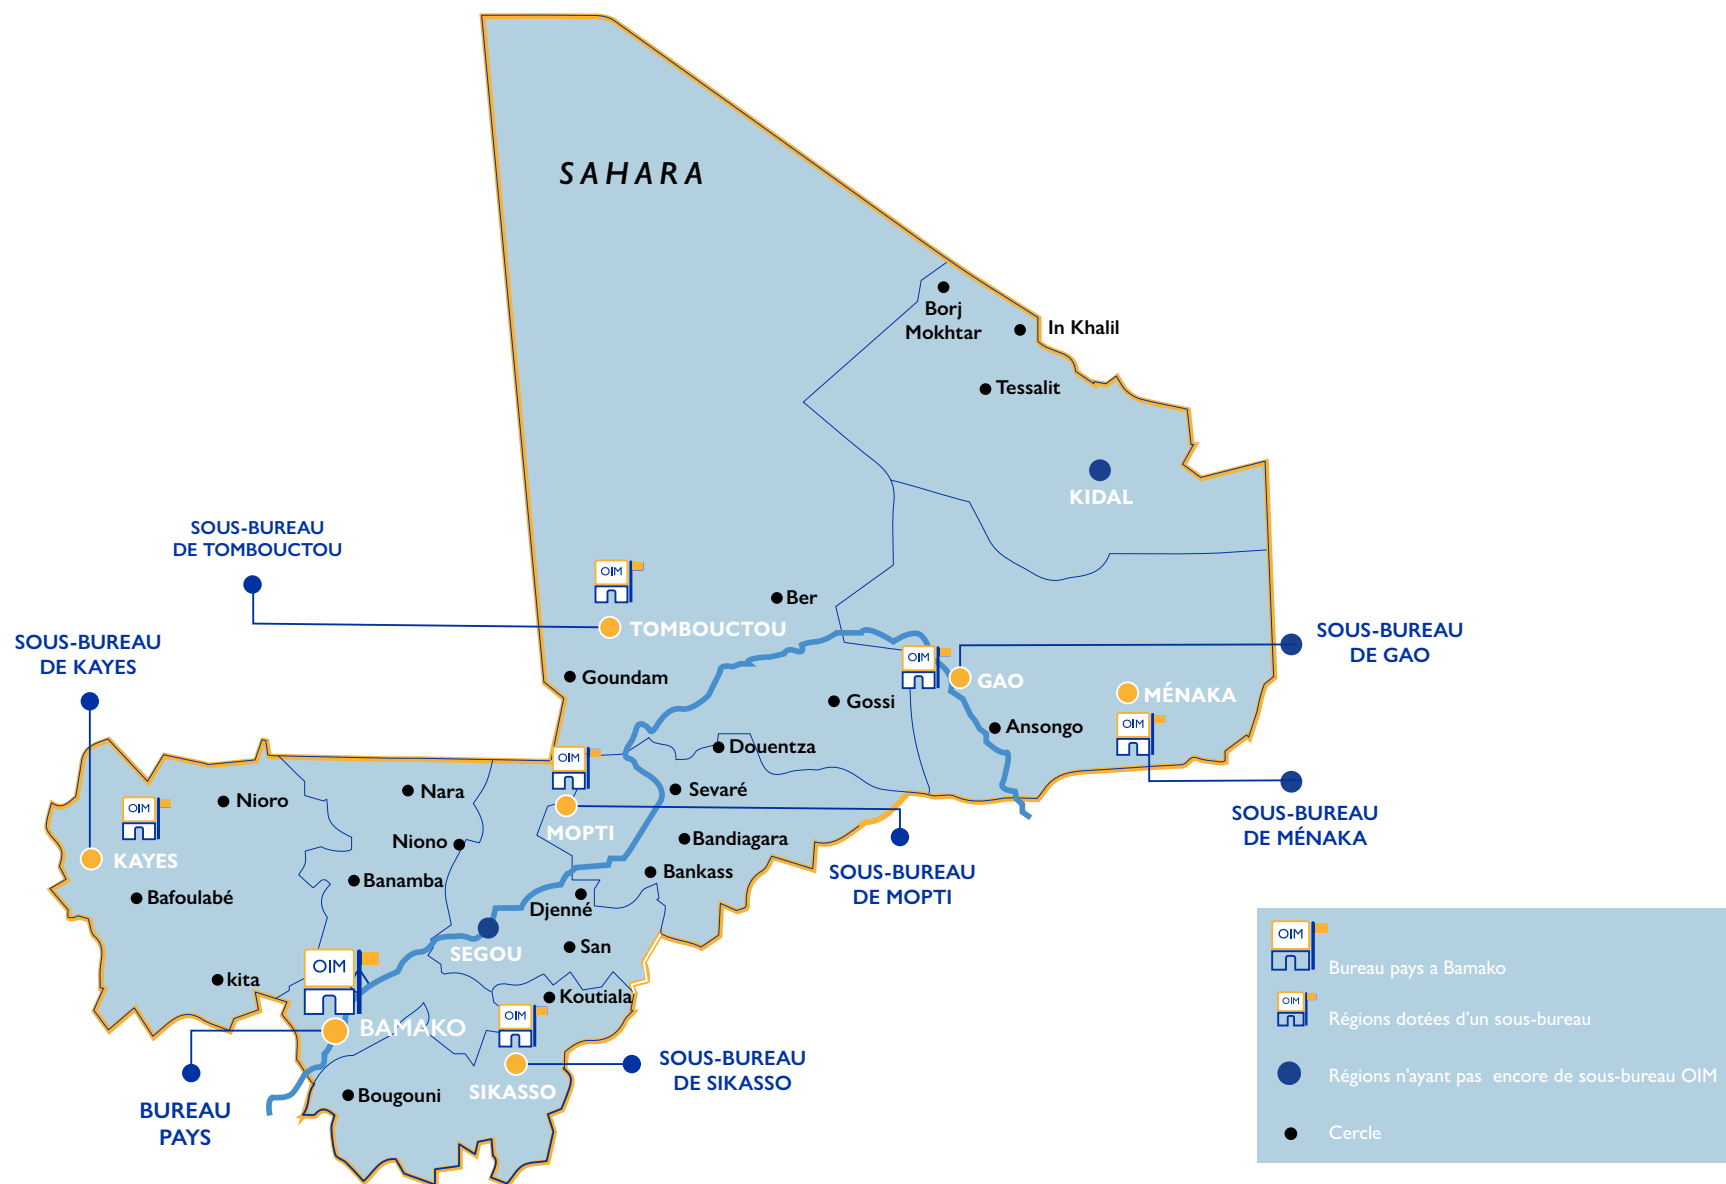 SAHARA
Borj
Mokhtar
In Khalil
Tessalit
KIDAL
SOUS-BUREAU
DE TOMBOUCTOU
OIM
Ber
TOMBOUCTOU
SOUS-BUREAU
DE KAYES
SOUS-BUREAU
DE GAO
Goundam
OIM
GAO
MÉNAKA
Gossi
Ansongo
OIM
Douentza
OIM
Nioro
Nara
Sevaré
OIM
MOPTI
SOUS-BUREAU
DE MÉNAKA
KAYES
Niono
Bandiagara
Banamba
Bankass
SOUS-BUREAU
DE MOPTI
Bafoulabé
Djenné
SEGOU
San
OIM
kita
Koutiala
OIM
BAMAKO
SIKASSO
SOUS-BUREAU
DE SIKASSO
Bougouni
BUREAU
PAYS
OIM
Bureau pays a Bamako
OIM
Régions dotées d'un sous-bureau
Régions n'ayant pas encore de sous-bureau OIM
Cercle